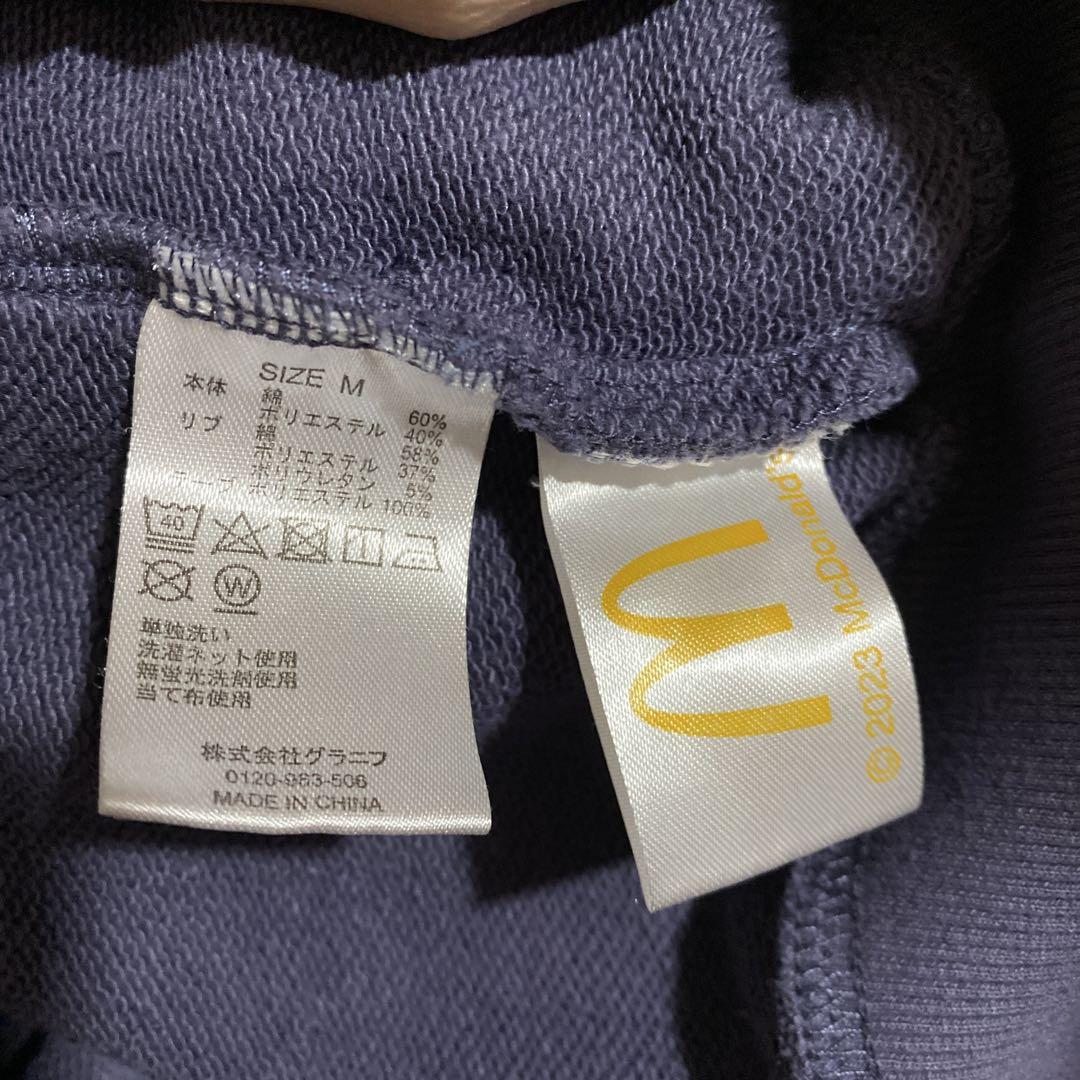 SIZE M
本体 綿 60%
ポリエステル 40%
リブ 綿 58%
ポリエステル 37%
ポリウレタン 5%
ポリエステル 100%
40
W
単独洗い
洗濯ネット使用
無蛍光洗剤使用
当て布使用
株式会社グラニフ
0120-983-506
MADE IN CHINA
© 2023 McDonald's